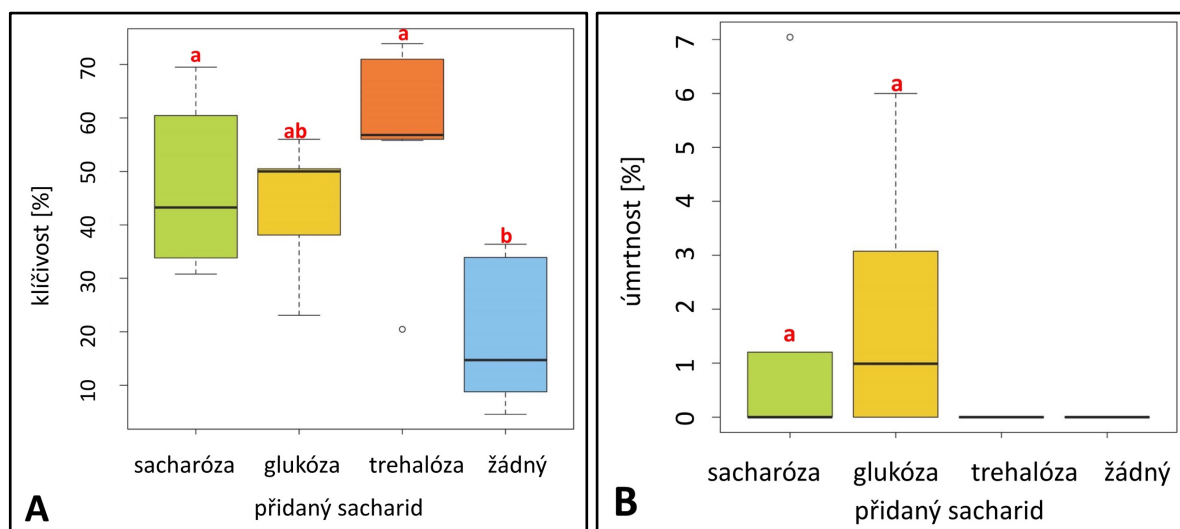 a
a
ab
b
70
60
50
40
30
20
10
klíčivost [%]
sacharóza glukóza trehalóza žádný
přidaný sacharid
A
7
6
5
4
3
2
1
0
a
a
úmrtnost [%]
sacharóza glukóza trehalóza žádný
přidaný sacharid
B